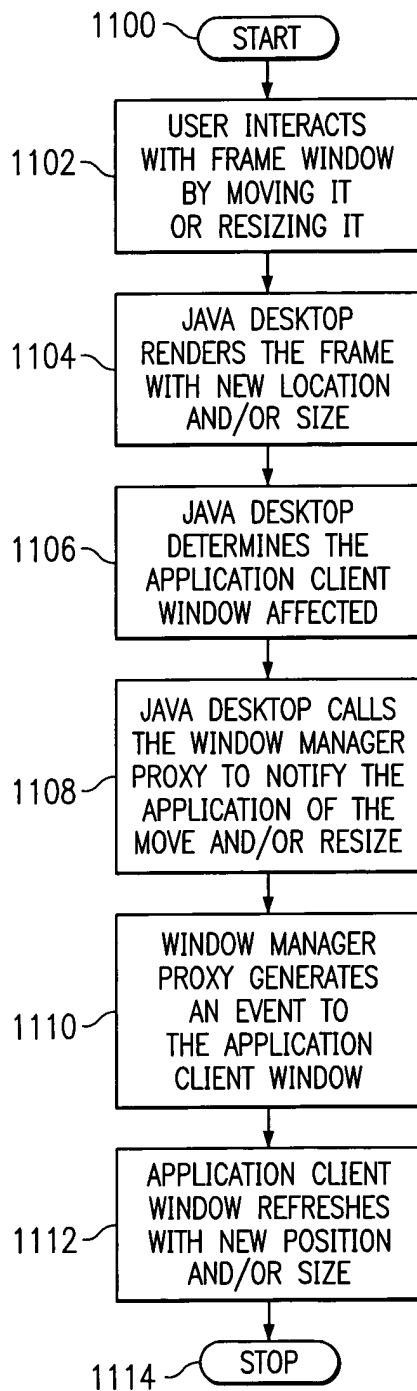 1100
START
1102
USER INTERACTS
WITH FRAME WINDOW
BY MOVING IT
OR RESIZING IT
1104
JAVA DESKTOP
RENDERS THE FRAME
WITH NEW LOCATION
AND/OR SIZE
1106
JAVA DESKTOP
DETERMINES THE
APPLICATION CLIENT
WINDOW AFFECTED
1108
JAVA DESKTOP CALLS
THE WINDOW MANAGER
PROXY TO NOTIFY THE
APPLICATION OF THE
MOVE AND/OR RESIZE
1110
WINDOW MANAGER
PROXY GENERATES
AN EVENT TO
THE APPLICATION
CLIENT WINDOW
1112
APPLICATION CLIENT
WINDOW REFRESHES
WITH NEW POSITION
AND/OR SIZE
1114
STOP